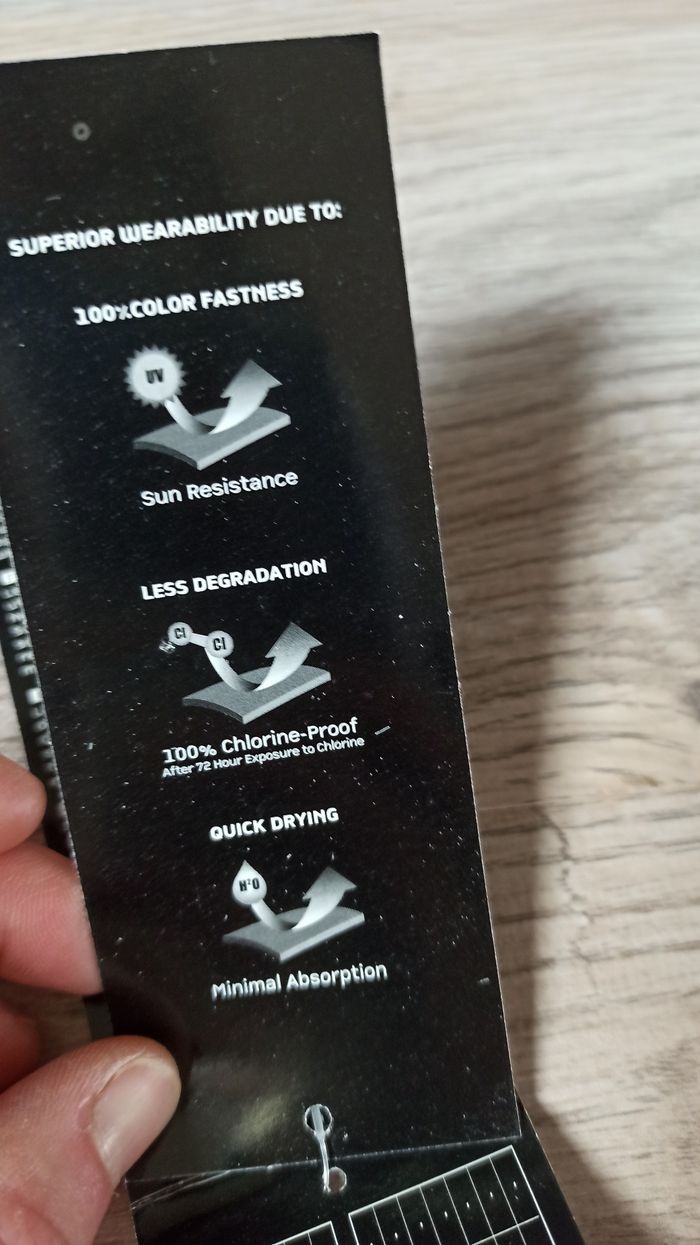 SUPERIOR WEARABILITY DUE TO:
100%COLOR FASTNESS
UV
Sun Resistance
LESS DEGRADATION
Cl
Cl
100% Chlorine-Proof
After 72 Hour Exposure to Chlorine
QUICK DRYING
H²O
Minimal Absorption